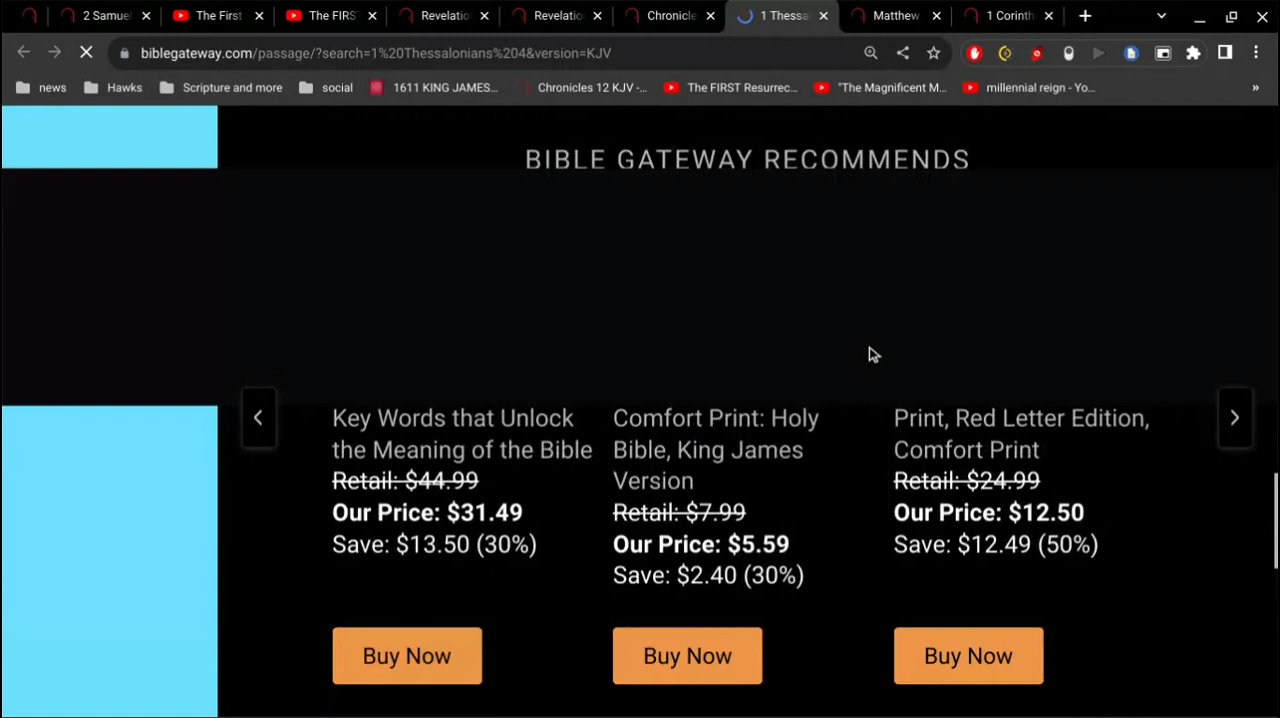 2 Samuel
The First
The FIRS
Revelatio
Revelatio
Chronicle
1 Thessa
Matthew
1 Corinth
biblegateway.com/passage/?search=1%20Thessalonians%204&version=KJV
news
Hawks
Scripture and more
social
1611 KING JAMES...
Chronicles 12 KJV -...
The FIRST Resurrec...
"The Magnificent M...
millennial reign - Yo...
»
BIBLE GATEWAY RECOMMENDS
Key Words that Unlock
the Meaning of the Bible
Retail: $44.99
Our Price: $31.49
Save: $13.50 (30%)
Buy Now
Comfort Print: Holy
Bible, King James
Version
Retail: $7.99
Our Price: $5.59
Save: $2.40 (30%)
Buy Now
Print, Red Letter Edition,
Comfort Print
Retail: $24.99
Our Price: $12.50
Save: $12.49 (50%)
Buy Now